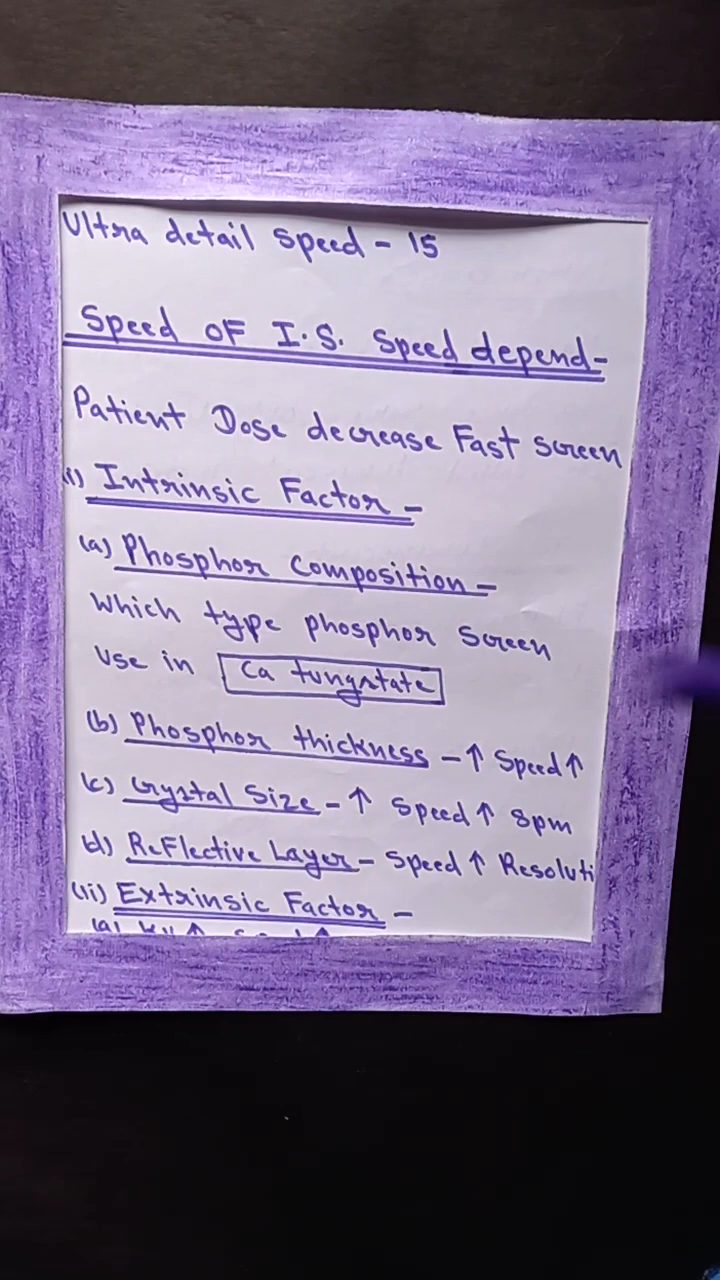 Ultra detail speed - 15
Speed OF I.S. Speed depend-
Patient Dose decrease Fast screen
(i) Intrinsic Factor -
(a) Phosphor Composition -
Which type phosphor screen
Use in Ca tungstate
(b) Phosphor thickness - ↑ Speed ↑
(c) Crystal Size - ↑ Speed ↑ 8pm
(d) Reflective Layer - Speed ↑ Resoluti
(ii) Extrinsic Factor -
(a)